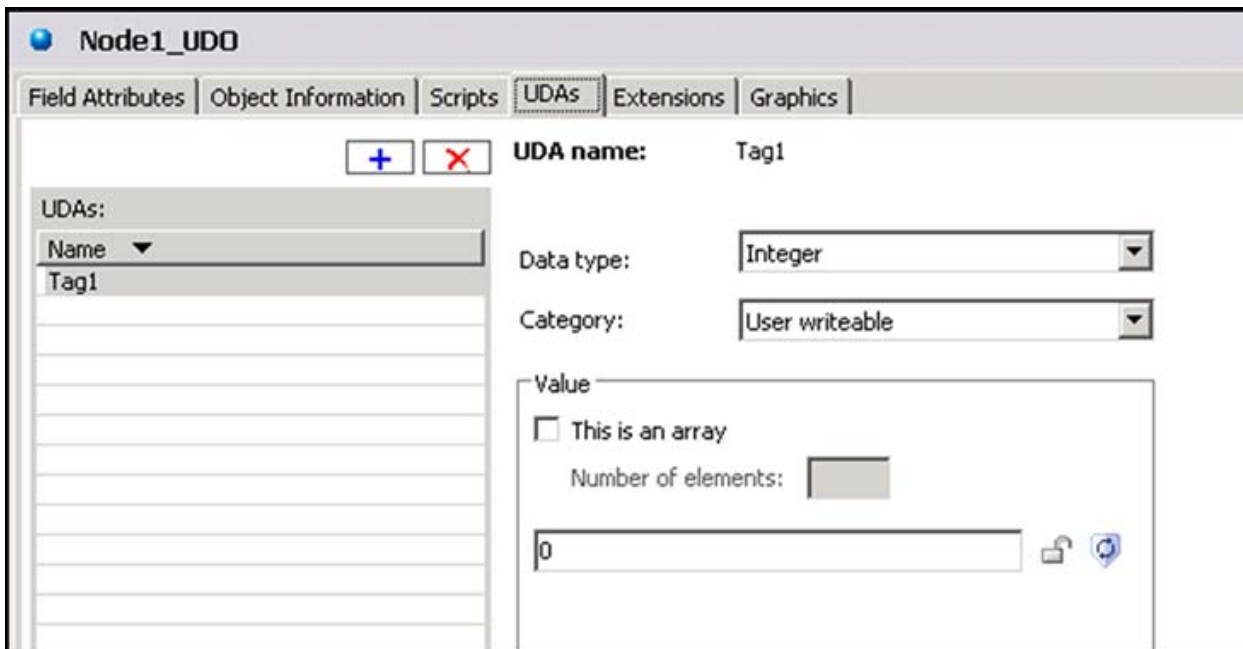 Node1_UDO
Field Attributes Object Information Scripts UDAs Extensions Graphics
UDA name: Tag1
UDAs:
Name
Tag1
Data type: Integer
Category: User writeable
Value
This is an array
Number of elements:
0